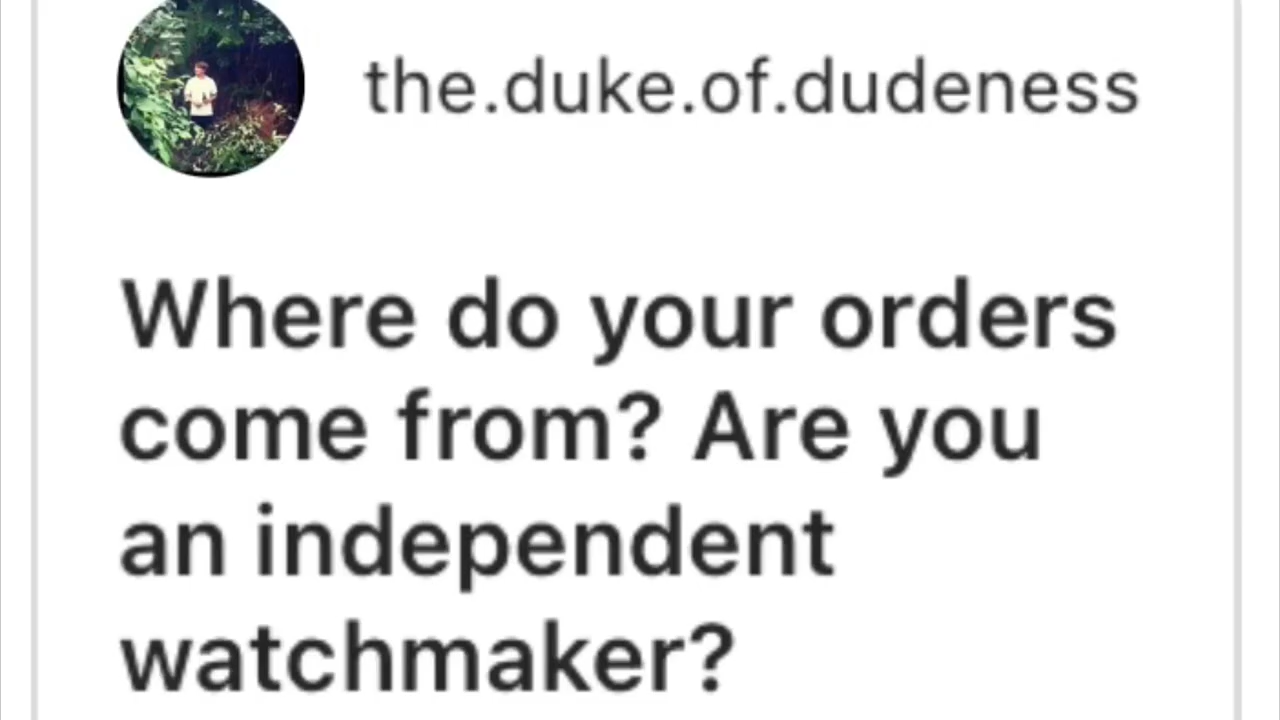 the.duke.of.dudeness
Where do your orders
come from? Are you
an independent
watchmaker?